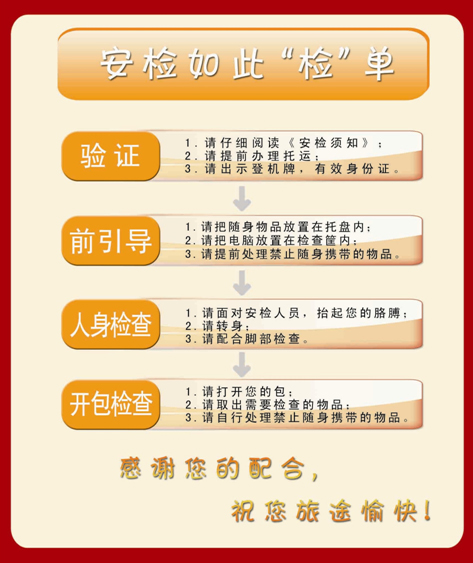 安检如此“检”单
验证
1.请仔细阅读《安检须知》；
2.请提前办理托运；
3.请出示登机牌，有效身份证。
前引导
1.请把随身物品放置在托盘内；
2.请把电脑放置在检查筐内；
3.请提前处理禁止随身携带的物品。
人身检查
1.请面对安检人员，抬起您的胳膊；
2.请转身；
3.请配合脚部检查。
开包检查
1.请打开您的包；
2.请取出需要检查的物品；
3.请自行处理禁止随身携带的物品。
感谢您的配合，
祝您旅途愉快！